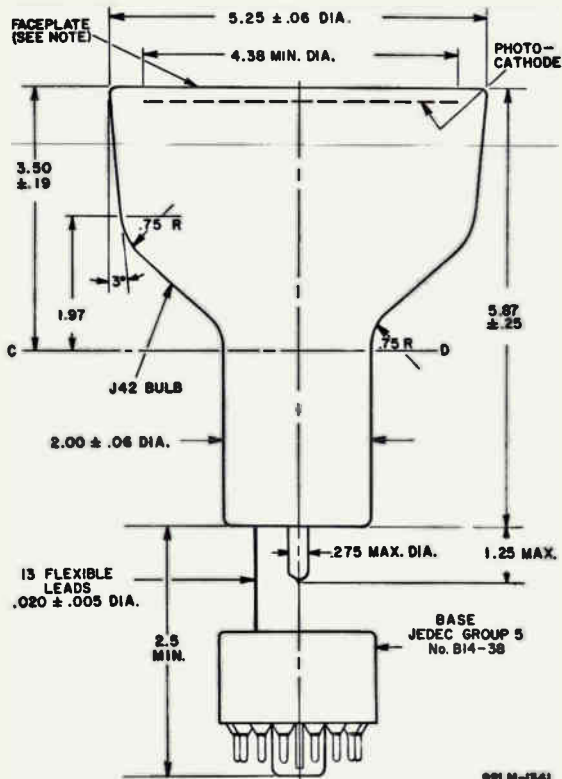 5.25 ± .06 DIA.
FACEPLATE
(SEE NOTE)
4.38 MIN. DIA.
PHOTO-
CATHODE
3.50
±.19
.75 R
3°
1.97
5.87
±.25
C
D
.75 R
J42 BULB
2.00 ± .06 DIA.
.275 MAX. DIA.
1.25 MAX.
13 FLEXIBLE
LEADS
.020 ± .005 DIA.
2.5
MIN.
BASE
JEDEC GROUP 5
No. B14-38